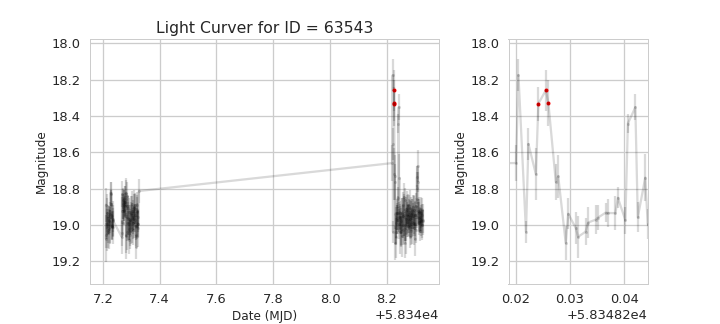 Light Curver for ID = 63543
Magnitude
18.0
18.2
18.4
18.6
18.8
19.0
19.2
7.2 7.4 7.6 7.8 8.0 8.2
Date (MJD)
+5.834e4
Magnitude
18.0
18.2
18.4
18.6
18.8
19.0
19.2
0.02 0.03 0.04
+5.83482e4